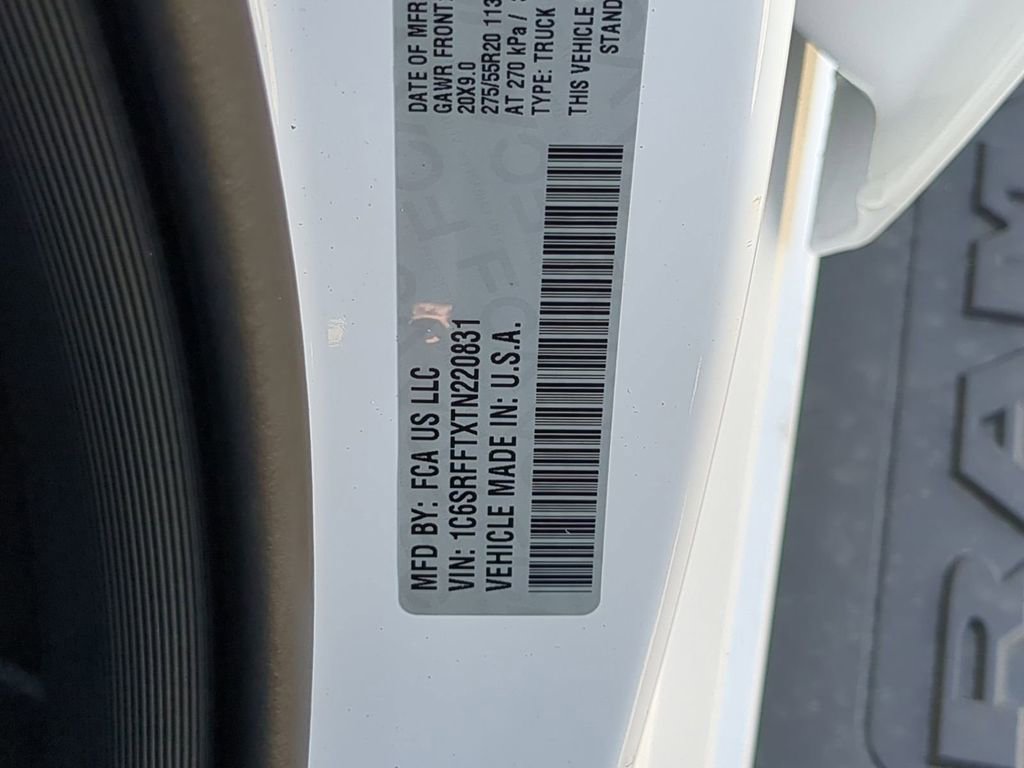 MFD BY: FCA US LLC
VIN: 1C6SRFFTXTN220831
VEHICLE MADE IN: U.S.A.
DATE OF MFR
GAWR FRONT
20X9.0
275/55R20 113
AT 270 kPa /
TYPE: TRUCK
THIS VEHICLE
STAND
RAM